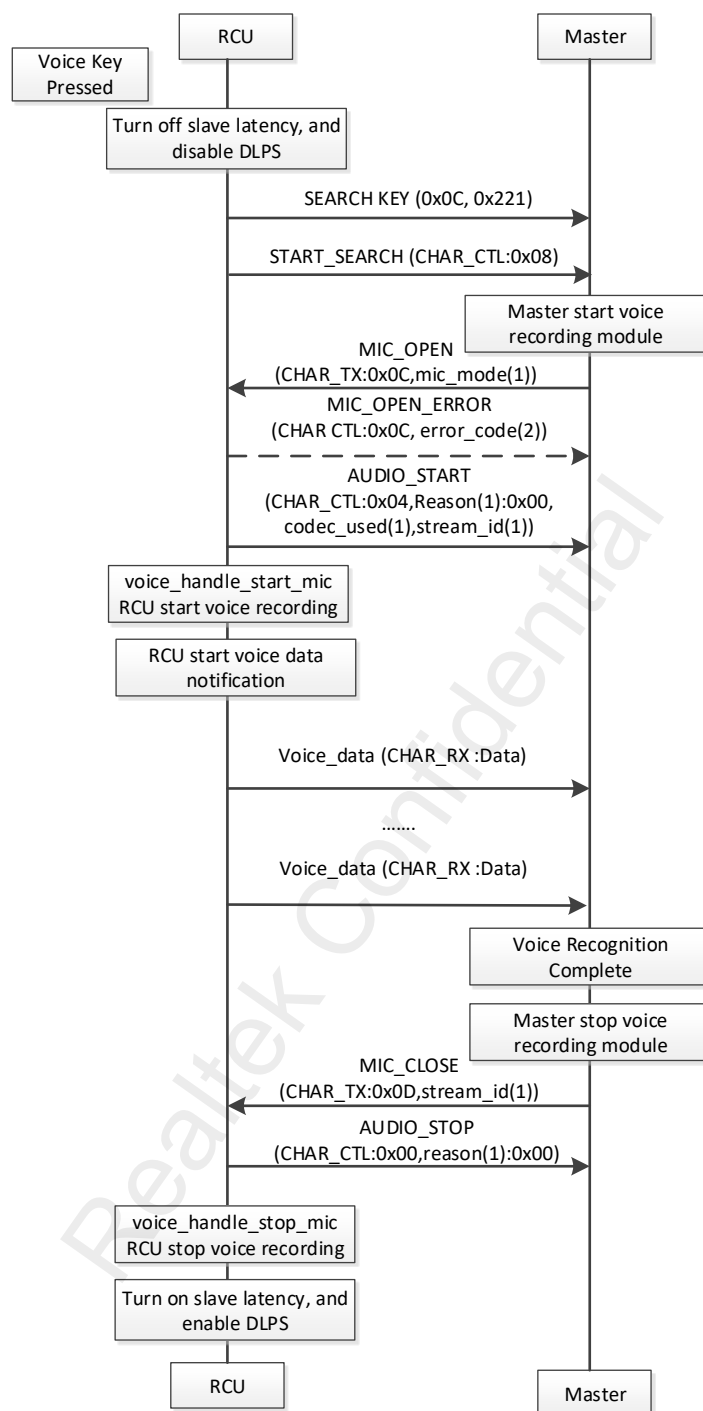 RCU
Master
Voice Key
Pressed
Turn off slave latency, and
disable DLPS
SEARCH KEY (0x0C, 0x221)
START_SEARCH (CHAR_CTL:0x08)
Master start voice
recording module
MIC_OPEN
(CHAR_TX:0x0C,mic_mode(1))
MIC_OPEN_ERROR
(CHAR CTL:0x0C, error_code(2))
AUDIO_START
(CHAR_CTL:0x04,Reason(1):0x00,
codec_used(1),stream_id(1))
voice_handle_start_mic
RCU start voice recording
RCU start voice data
notification
Voice_data (CHAR_RX :Data)
.......
Voice_data (CHAR_RX :Data)
Voice Recognition
Complete
Master stop voice
recording module
MIC_CLOSE
(CHAR_TX:0x0D,stream_id(1))
AUDIO_STOP
(CHAR_CTL:0x00,reason(1):0x00)
voice_handle_stop_mic
RCU stop voice recording
Turn on slave latency, and
enable DLPS
RCU
Master
Realtek Confidential